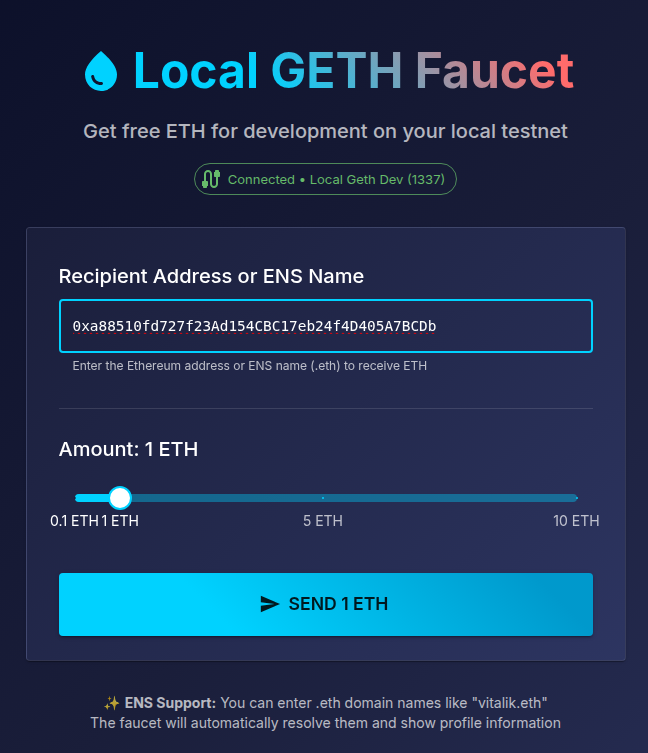 Local GETH Faucet
Get free ETH for development on your local testnet
Connected • Local Geth Dev (1337)
Recipient Address or ENS Name
0xa88510fd727f23Ad154CBC17eb24f4D405A7BCDb
Enter the Ethereum address or ENS name (.eth) to receive ETH
Amount: 1 ETH
0.1 ETH 1 ETH 5 ETH 10 ETH
SEND 1 ETH
✨ ENS Support: You can enter .eth domain names like "vitalik.eth"
The faucet will automatically resolve them and show profile information